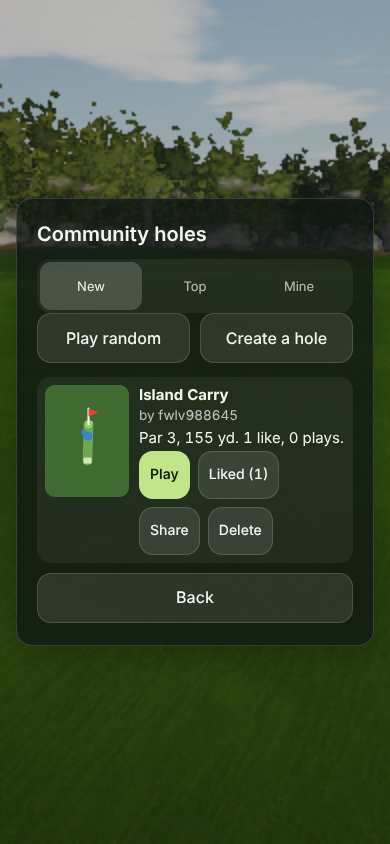 Community holes
New Top Mine
Play random Create a hole
Island Carry
by fwlv988645
Par 3, 155 yd. 1 like, 0 plays.
Play Liked (1)
Share Delete
Back